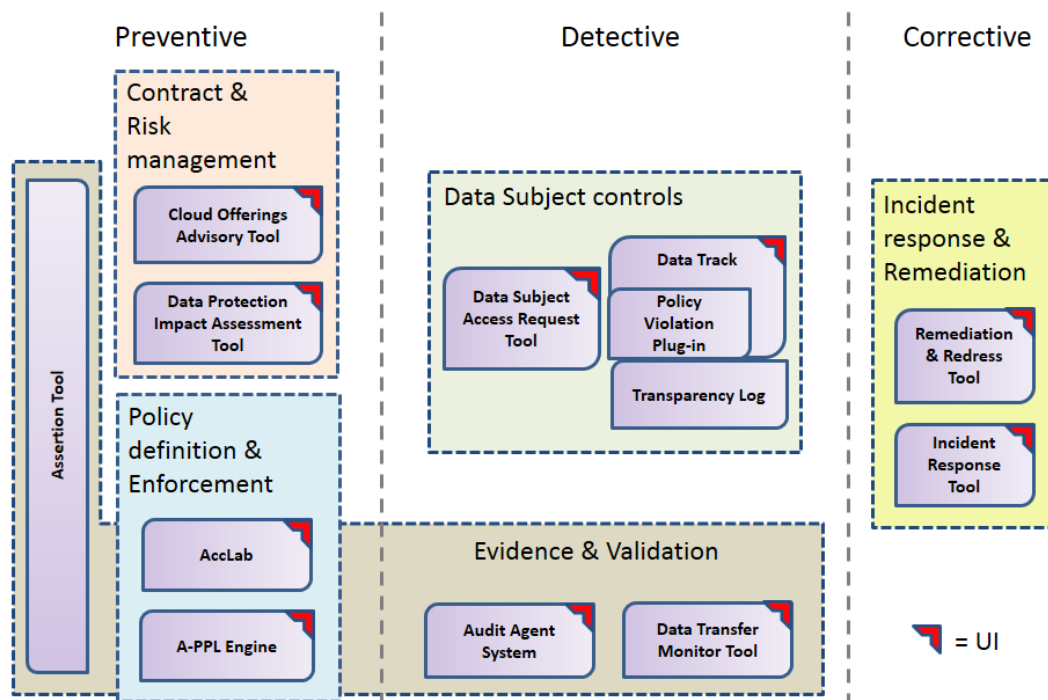 Preventive
Detective
Corrective
Contract &
Risk
management
Cloud Offerings
Advisory Tool
Data Protection
Impact Assessment
Tool
Assertion Tool
Policy
definition &
Enforcement
AccLab
A-PPL Engine
Data Subject controls
Data Subject
Access Request
Tool
Data Track
Policy
Violation
Plug-in
Transparency Log
Evidence & Validation
Audit Agent
System
Data Transfer
Monitor Tool
Incident
response &
Remediation
Remediation
& Redress
Tool
Incident
Response
Tool
= UI